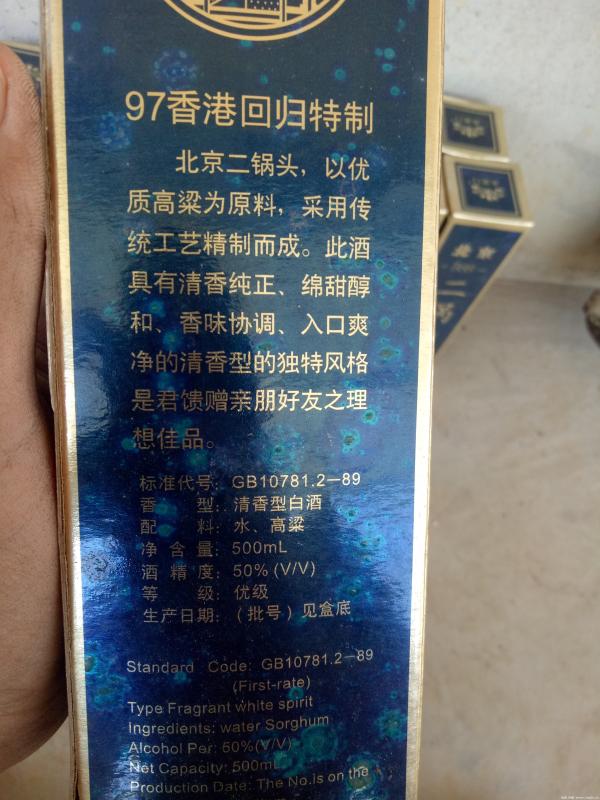 97香港回归特制
北京二锅头，以优
质高粱为原料，采用传
统工艺精制而成。此酒
具有清香纯正、绵甜醇
和、香味协调、入口爽
净的清香型的独特风格
是君馈赠亲朋好友之理
想佳品。
标准代号: GB10781.2-89
香 型: 清香型白酒
配 料: 水、高粱
净 含 量: 500mL
酒 精 度: 50% (V/V)
等 级: 优级
生产日期: （批号）见盒底
Standard Code: GB10781.2-89
(First-rate)
Type Fragrant white spirit
Ingredients: water Sorghum
Alcohol Per: 50%(V/V)
Net Capacity: 500mL
Production Date: The No.is on the
北京
二锅